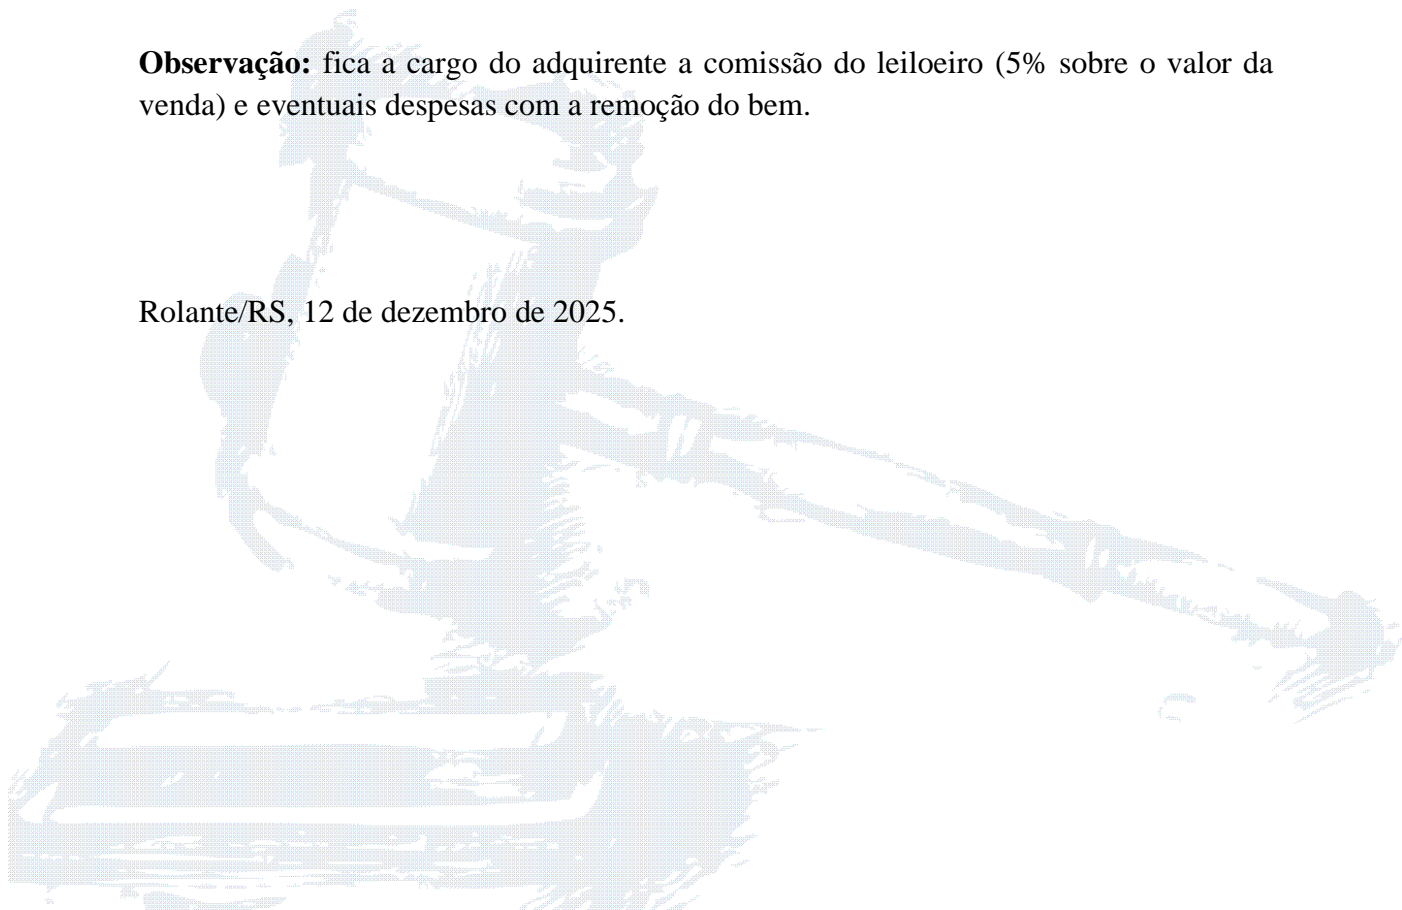 Observação: fica a cargo do adquirente a comissão do leiloeiro (5% sobre o valor da
venda) e eventuais despesas com a remoção do bem.
Rolante/RS, 12 de dezembro de 2025.